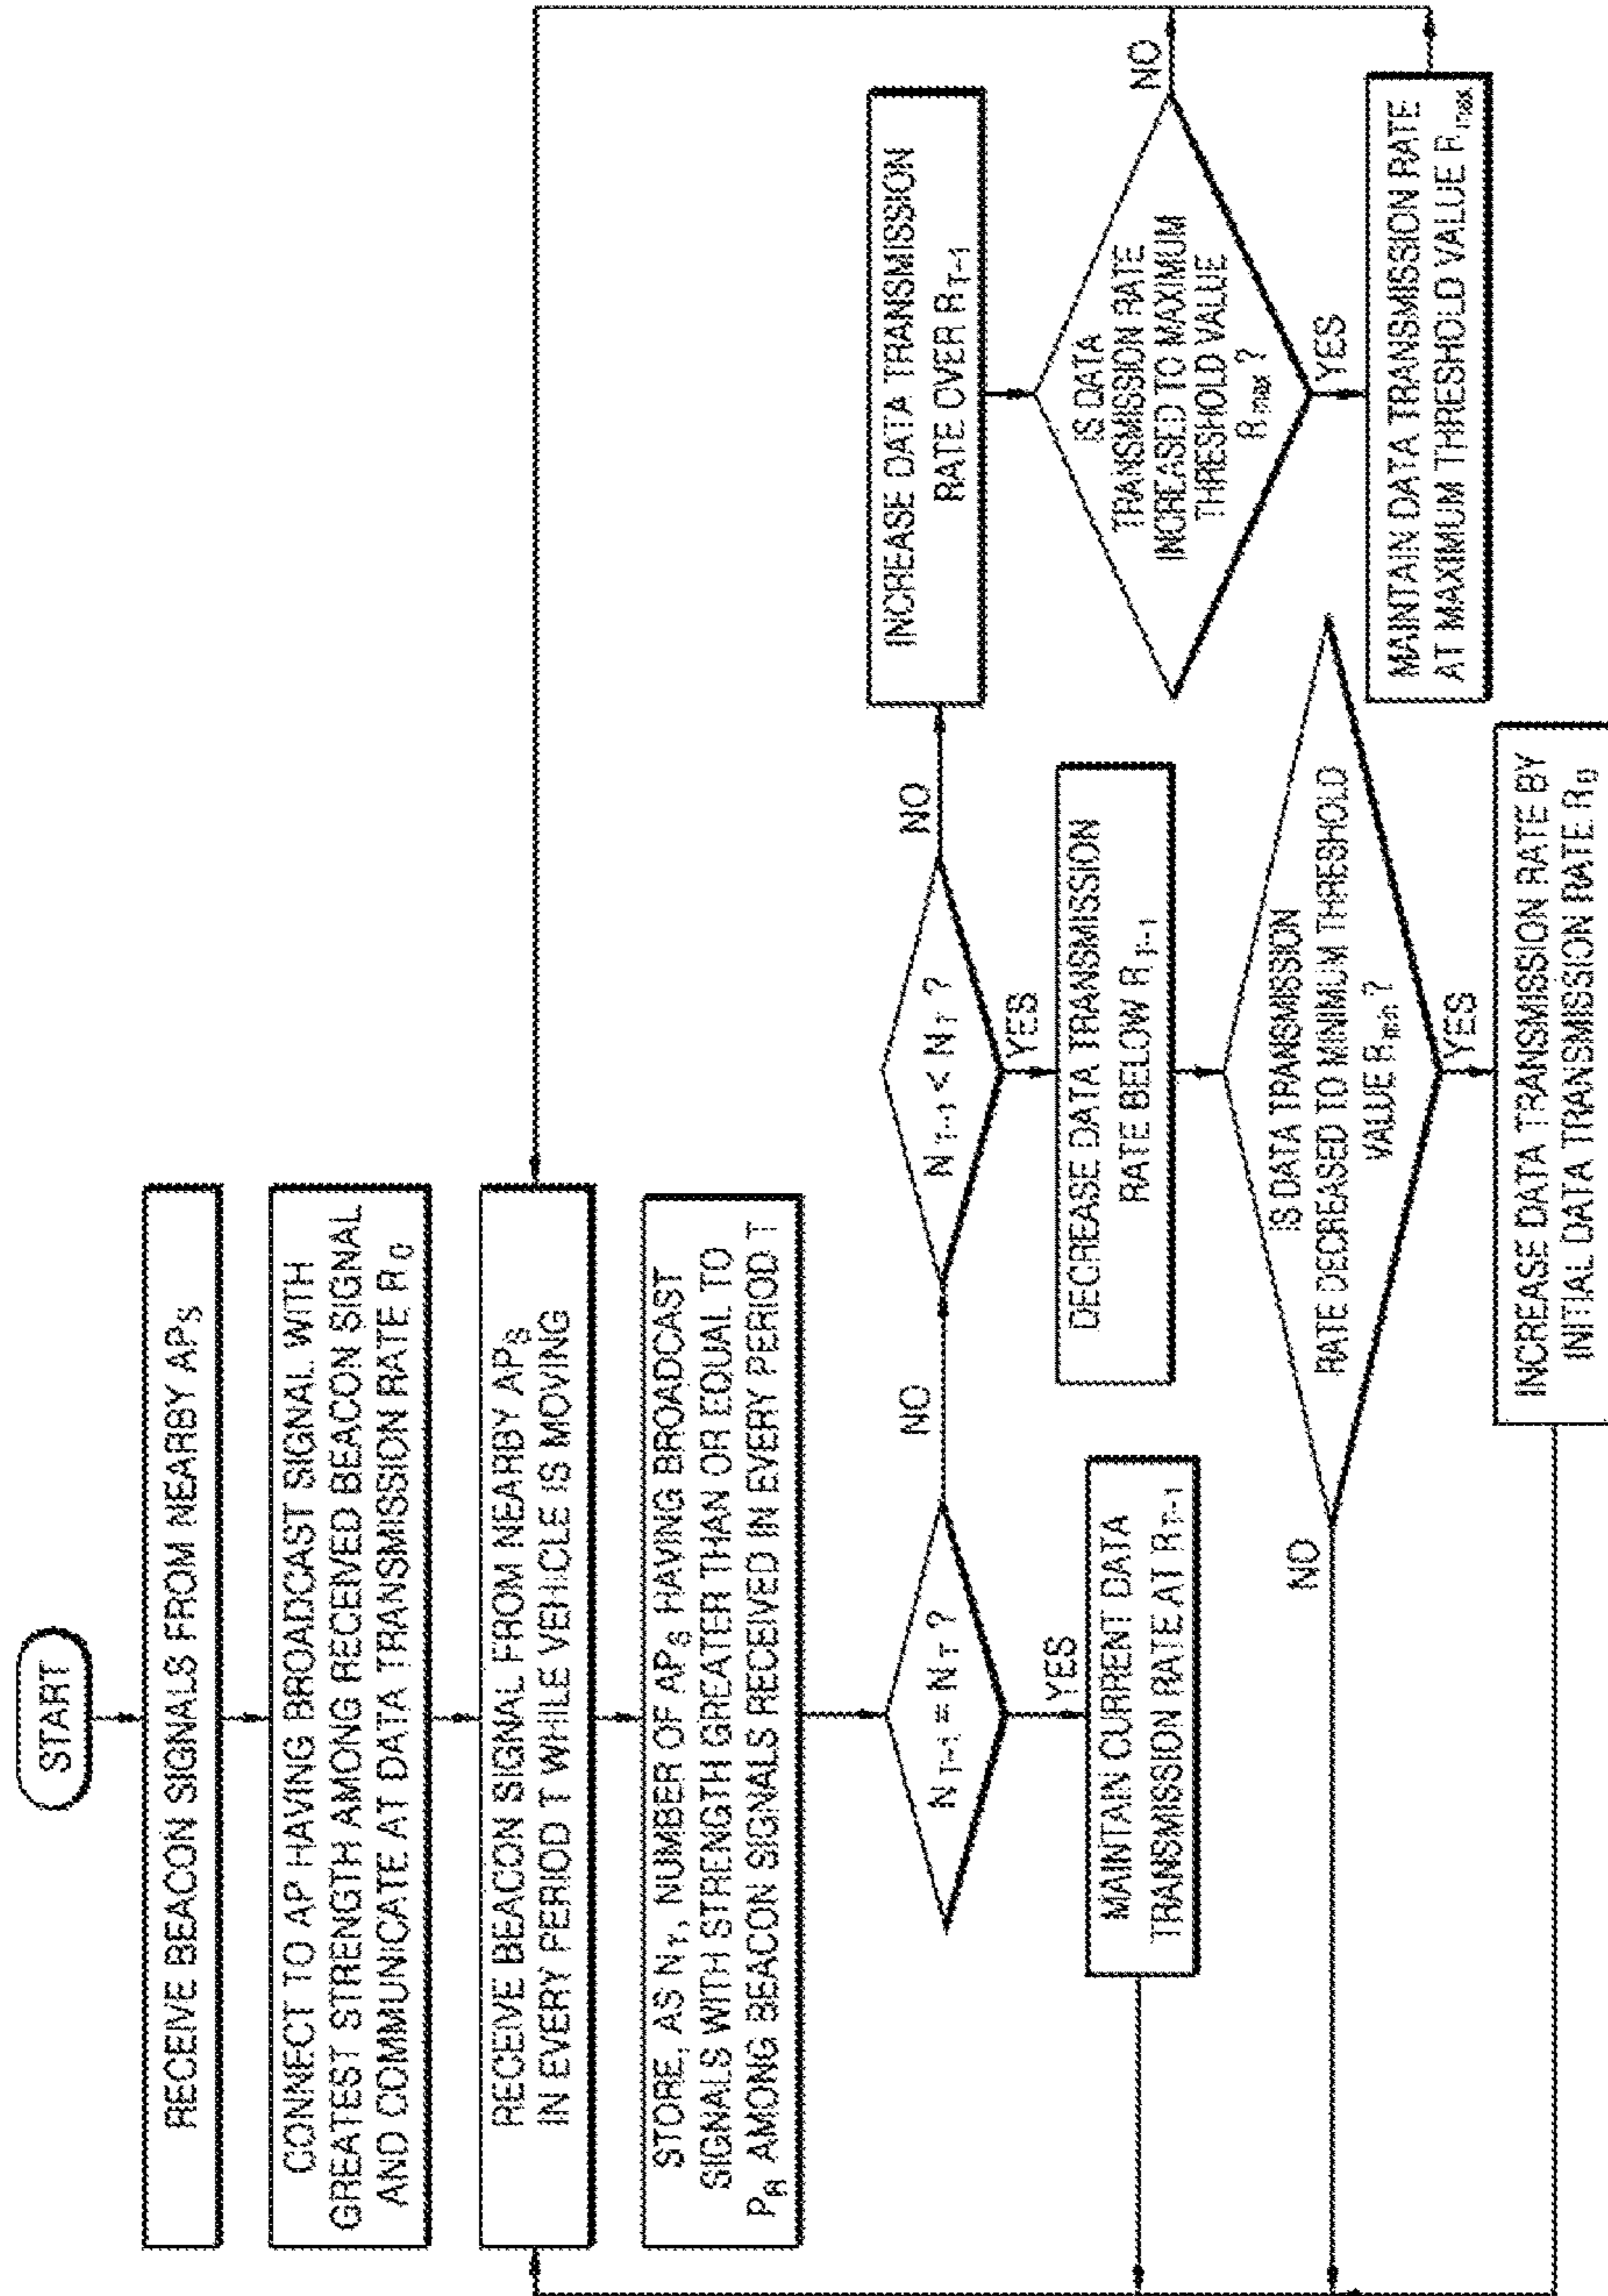 START
RECEIVE BEACON SIGNALS FROM NEARBY APS
CONNECT TO AP HAVING BROADCAST SIGNAL WITH
GREATEST STRENGTH AMONG RECEIVED BEACON SIGNAL
AND COMMUNICATE AT DATA TRANSMISSION RATE R0
RECEIVE BEACON SIGNAL FROM NEARBY APS
IN EVERY PERIOD T WHILE VEHICLE IS MOVING
STORE, AS NT, NUMBER OF APS HAVING BROADCAST
SIGNALS WITH STRENGTH GREATER THAN OR EQUAL TO
PR AMONG BEACON SIGNALS RECEIVED IN EVERY PERIOD T
NT-1 = NT ?
YES
NO
MAINTAIN CURRENT DATA
TRANSMISSION RATE AT RT-1
NT-1 < NT ?
YES
NO
DECREASE DATA TRANSMISSION
RATE BELOW RT-1
IS DATA TRANSMISSION
RATE DECREASED TO MINIMUM THRESHOLD
VALUE Rmin ?
NO
YES
INCREASE DATA TRANSMISSION RATE BY
INITIAL DATA TRANSMISSION RATE R0
INCREASE DATA TRANSMISSION
RATE OVER RT-1
IS DATA
TRANSMISSION RATE
INCREASED TO MAXIMUM
THRESHOLD VALUE
Rmax ?
NO
YES
MAINTAIN DATA TRANSMISSION RATE
AT MAXIMUM THRESHOLD VALUE Rmax